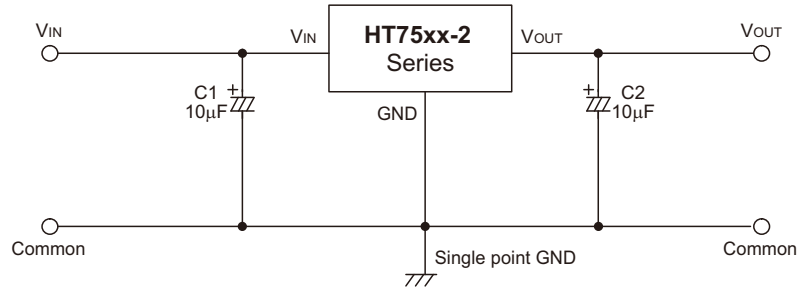 VIN
VIN
HT75xx-2
Series
VOUT
VOUT
C1
10μF
+
GND
+
C2
10μF
Common
Single point GND
Common